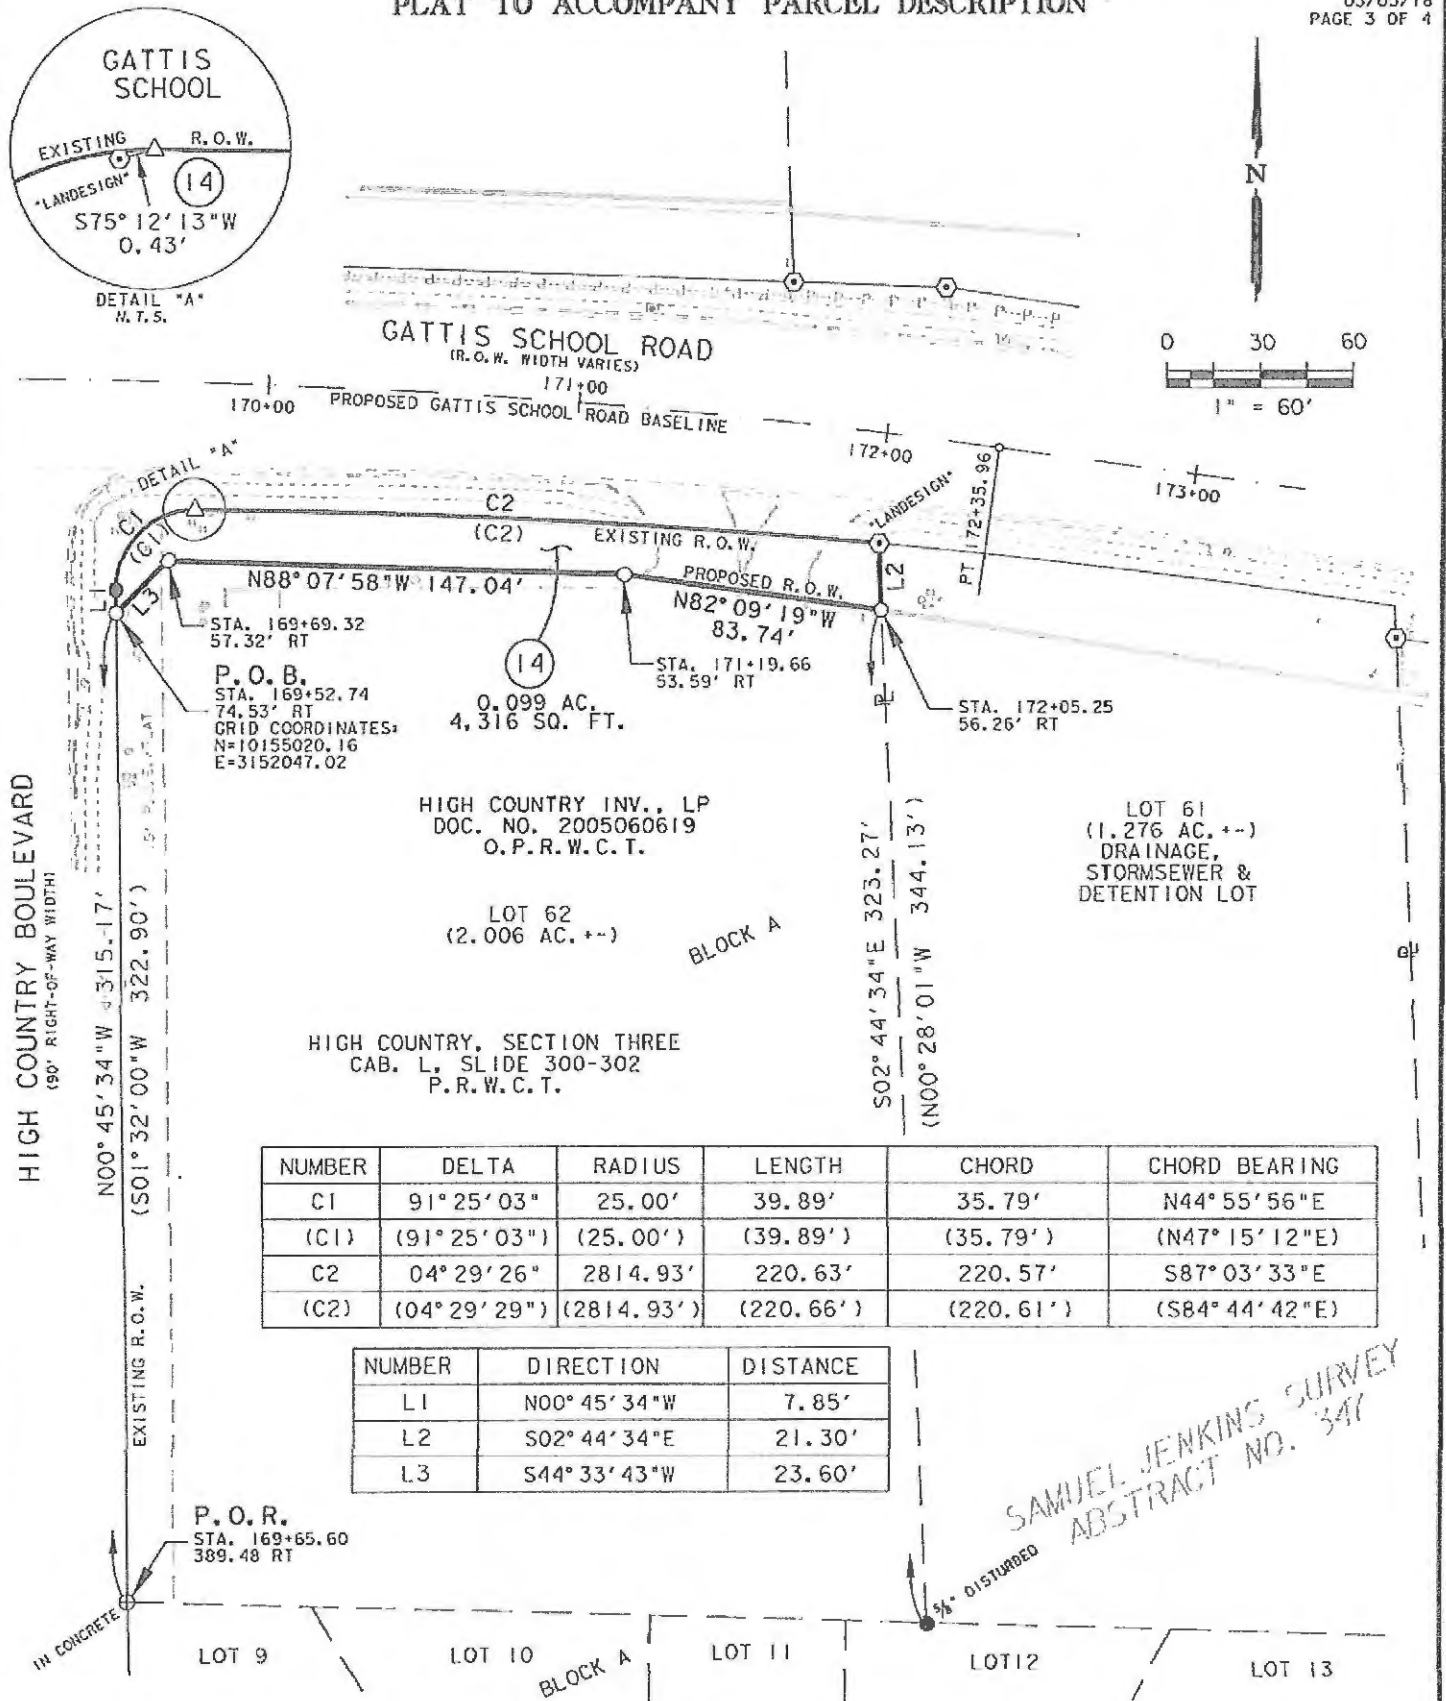 PLAT TO ACCOMPANY PARCEL DESCRIPTION
PAGE 3 OF 4
GATTIS
SCHOOL
EXISTING R.O.W.
"LANDESIGN"
14
S75°12'13"W
0.43'
DETAIL "A"
N.T.S.
N
0 30 60
1" = 60'
GATTIS SCHOOL ROAD
(R.O.W. WIDTH VARIES)
170+00
171+00
PROPOSED GATTIS SCHOOL ROAD BASELINE
172+00
173+00
PT 172+35.96
DETAIL "A"
C1
(C1)
C2
(C2)
EXISTING R.O.W.
"LANDESIGN"
L1
L2
L3
N88°07'58"W 147.04'
PROPOSED R.O.W.
N82°09'19"W
83.74'
STA. 169+69.32
57.32' RT
P.O.B.
STA. 169+52.74
74.53' RT
GRID COORDINATES:
N=10155020.16
E=3152047.02
14
0.099 AC.
4,316 SQ. FT.
STA. 171+19.66
53.59' RT
STA. 172+05.25
56.26' RT
HIGH COUNTRY BOULEVARD
(90' RIGHT-OF-WAY WIDTH)
N00°45'34"W 315.17'
(S01°32'00"W 322.90')
EXISTING R.O.W.
HIGH COUNTRY INV., LP
DOC. NO. 2005060619
O.P.R.W.C.T.
LOT 62
(2.006 AC.+-)
BLOCK A
S02°44'34"E 323.27'
(N00°28'01"W 344.13')
LOT 61
(1.276 AC.+-)
DRAINAGE,
STORMSEWER &
DETENTION LOT
HIGH COUNTRY, SECTION THREE
CAB. L, SLIDE 300-302
P.R.W.C.T.
NUMBER DELTA RADIUS LENGTH CHORD CHORD BEARING
C1 91°25'03" 25.00' 39.89' 35.79' N44°55'56"E
(C1) (91°25'03") (25.00') (39.89') (35.79') (N47°15'12"E)
C2 04°29'26" 2814.93' 220.63' 220.57' S87°03'33"E
(C2) (04°29'29") (2814.93') (220.66') (220.61') (S84°44'42"E)
NUMBER DIRECTION DISTANCE
L1 N00°45'34"W 7.85'
L2 S02°44'34"E 21.30'
L3 S44°33'43"W 23.60'
SAMUEL JENKINS SURVEY
ABSTRACT NO. 347
P.O.R.
STA. 169+65.60
389.48 RT
IN CONCRETE
5/8" DISTURBED
LOT 9
LOT 10
BLOCK A
LOT 11
LOT12
LOT 13